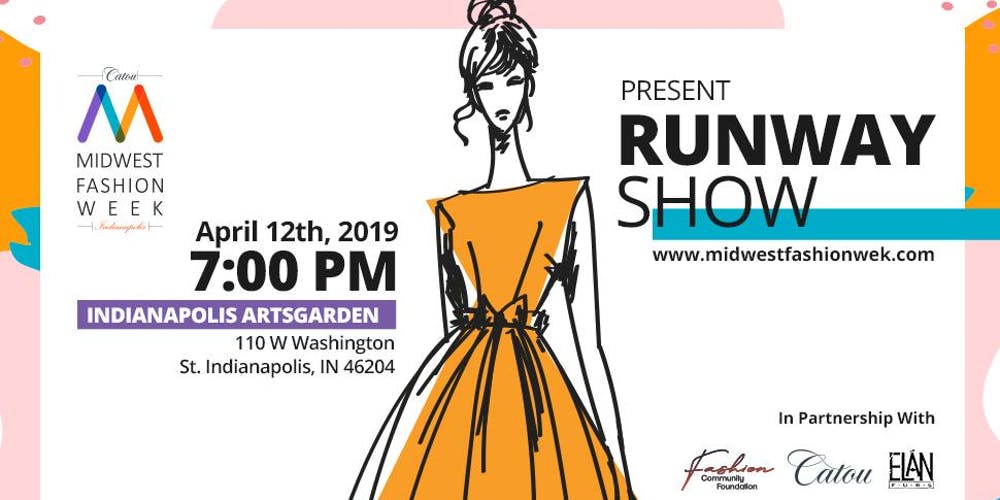 Catou
MIDWEST
FASHION
WEEK
Indianapolis
April 12th, 2019
7:00 PM
INDIANAPOLIS ARTSGARDEN
110 W Washington
St. Indianapolis, IN 46204
PRESENT
RUNWAY
SHOW
www.midwestfashionwek.com
In Partnership With
Fashion
Community
Foundation
Catou
ELÁN
FURS